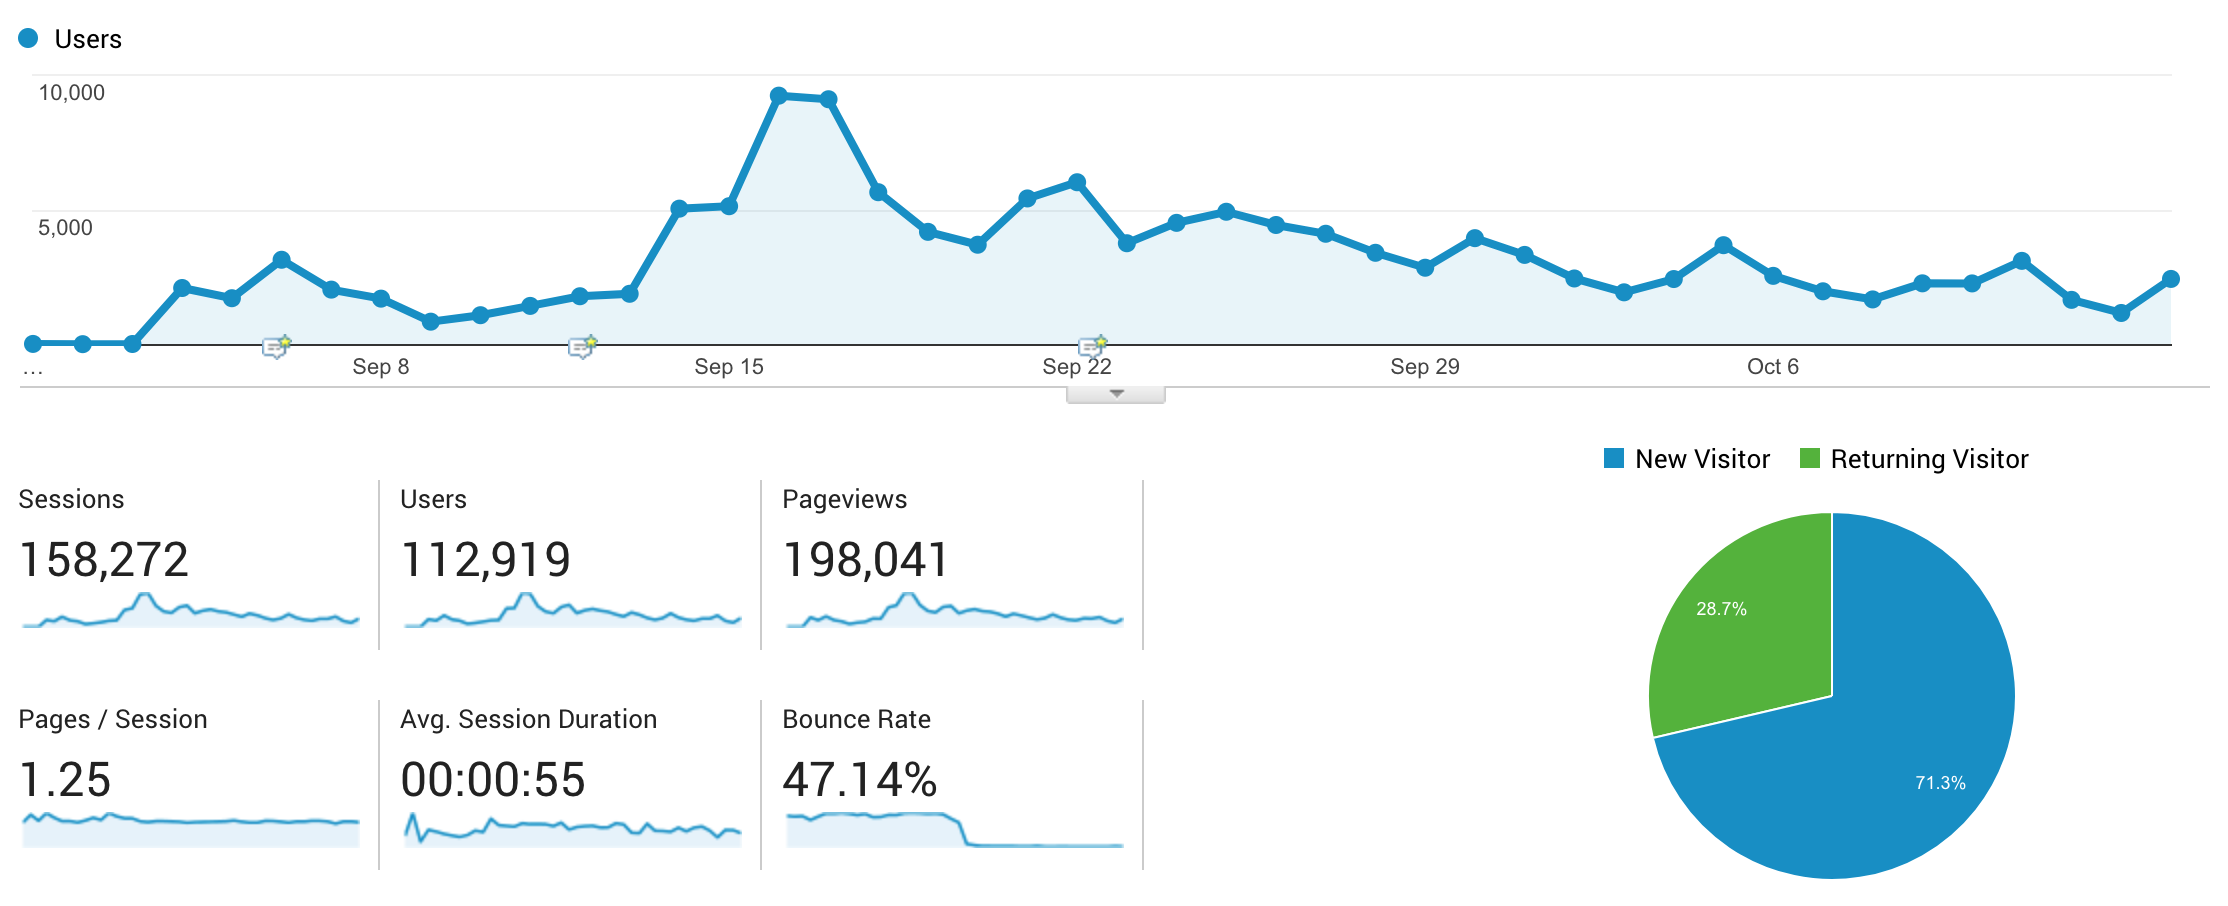 Users
10,000
5,000
...
Sep 8
Sep 15
Sep 22
Sep 29
Oct 6
New Visitor
Returning Visitor
Sessions
Users
Pageviews
158,272
112,919
198,041
28.7%
71.3%
Pages / Session
Avg. Session Duration
Bounce Rate
1.25
00:00:55
47.14%